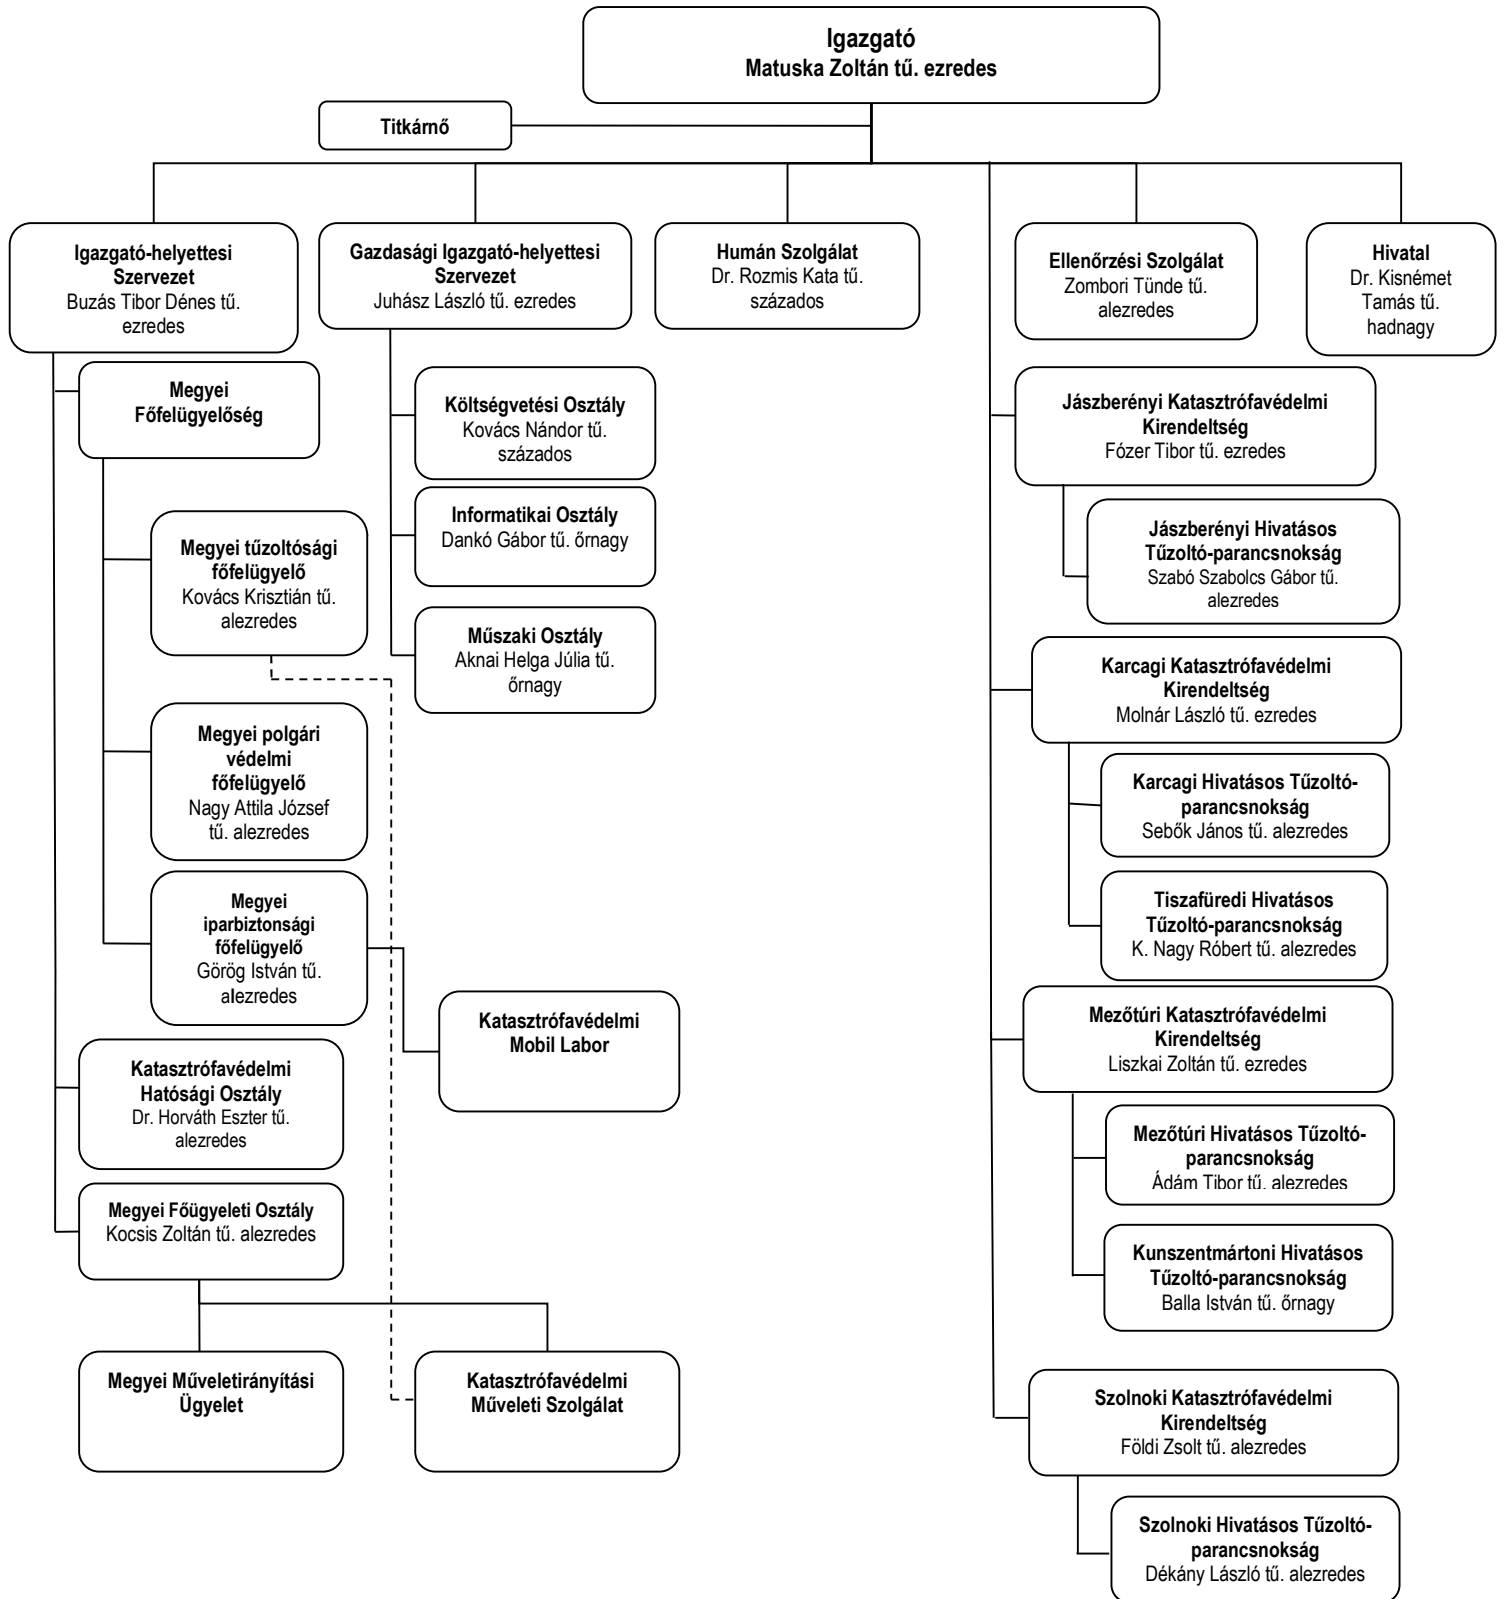 Igazgató
Matuska Zoltán tű. ezredes
Titkárnő
Igazgató-helyettesi
Szervezet
Buzás Tibor Dénes tű.
ezredes
Gazdasági Igazgató-helyettesi
Szervezet
Juhász László tű. ezredes
Humán Szolgálat
Dr. Rozmis Kata tű.
százados
Ellenőrzési Szolgálat
Zombori Tünde tű.
alezredes
Hivatal
Dr. Kisnémet
Tamás tű.
hadnagy
Megyei
Főfelügyelőség
Megyei tűzoltósági
főfelügyelő
Kovács Krisztián tű.
alezredes
Megyei polgári
védelmi
főfelügyelő
Nagy Attila József
tű. alezredes
Megyei
iparbiztonsági
főfelügyelő
Görög István tű.
alezredes
Katasztrófavédelmi
Mobil Labor
Katasztrófavédelmi
Hatósági Osztály
Dr. Horváth Eszter tű.
alezredes
Megyei Főügyeleti Osztály
Kocsis Zoltán tű. alezredes
Megyei Műveletirányítási
Ügyelet
Katasztrófavédelmi
Műveleti Szolgálat
Költségvetési Osztály
Kovács Nándor tű.
százados
Informatikai Osztály
Dankó Gábor tű. őrnagy
Műszaki Osztály
Aknai Helga Júlia tű.
őrnagy
Jászberényi Katasztrófavédelmi
Kirendeltség
Fózer Tibor tű. ezredes
Jászberényi Hivatásos
Tűzoltó-parancsnokság
Szabó Szabolcs Gábor tű.
alezredes
Karcagi Katasztrófavédelmi
Kirendeltség
Molnár László tű. ezredes
Karcagi Hivatásos Tűzoltó-
parancsnokság
Sebők János tű. alezredes
Tiszafüredi Hivatásos
Tűzoltó-parancsnokság
K. Nagy Róbert tű. alezredes
Mezőtúri Katasztrófavédelmi
Kirendeltség
Liszkai Zoltán tű. ezredes
Mezőtúri Hivatásos Tűzoltó-
parancsnokság
Ádám Tibor tű. alezredes
Kunszentmártoni Hivatásos
Tűzoltó-parancsnokság
Balla István tű. őrnagy
Szolnoki Katasztrófavédelmi
Kirendeltség
Földi Zsolt tű. alezredes
Szolnoki Hivatásos Tűzoltó-
parancsnokság
Dékány László tű. alezredes